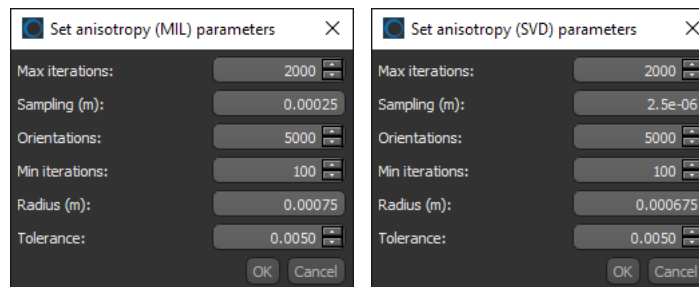 Set anisotropy (MIL) parameters
Max iterations: 2000
Sampling (m): 0.00025
Orientations: 5000
Min iterations: 100
Radius (m): 0.00075
Tolerance: 0.0050
OK Cancel
Set anisotropy (SVD) parameters
Max iterations: 2000
Sampling (m): 2.5e-06
Orientations: 5000
Min iterations: 100
Radius (m): 0.000675
Tolerance: 0.0050
OK Cancel